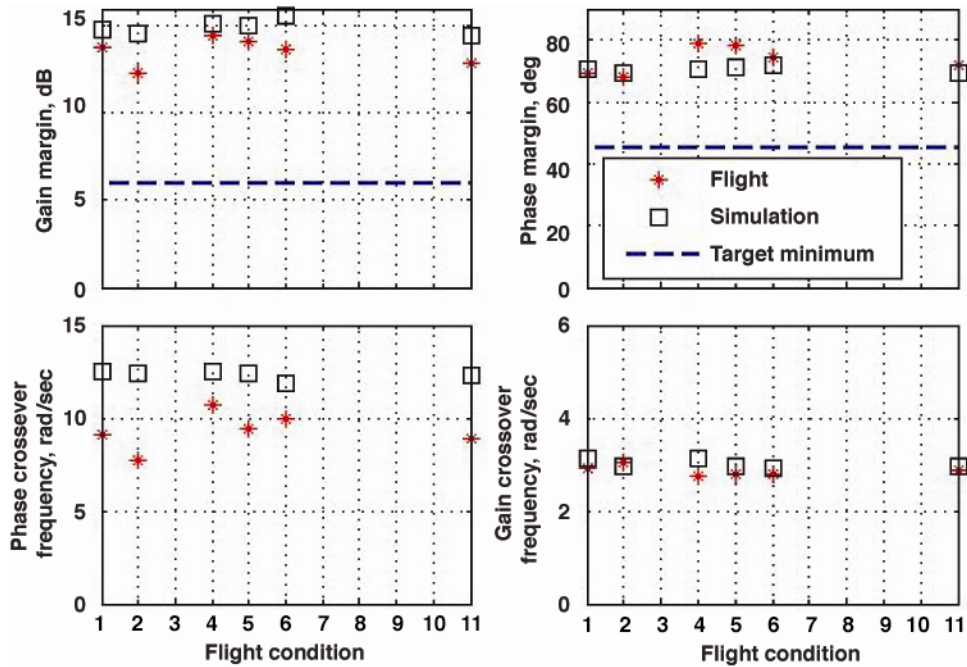 15
10
5
0
Gain margin, dB
80
60
40
20
0
Phase margin, deg
Flight
Simulation
Target minimum
15
10
5
0
Phase crossever
frequency, rad/sec
1 2 3 4 5 6 7 8 9 10 11
Flight condition
6
4
2
0
Gain crossover
frequency, rad/sec
1 2 3 4 5 6 7 8 9 10 11
Flight condition